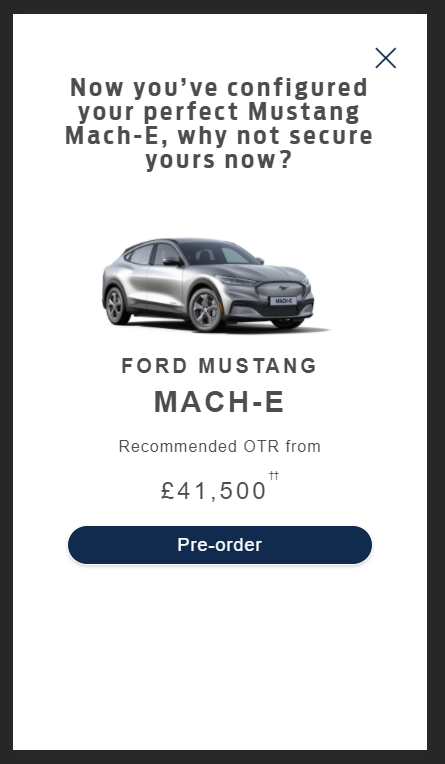 Now you’ve configured
your perfect Mustang
Mach-E, why not secure
yours now?
MACH-E
FORD MUSTANG
MACH-E
Recommended OTR from
£41,500††
Pre-order